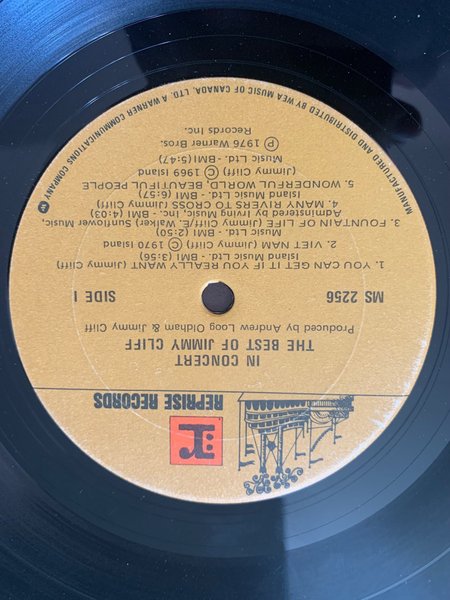 REPRISE RECORDS
r:
IN CONCERT
THE BEST OF JIMMY CLIFF
Produced by Andrew Loog Oldham & Jimmy Cliff
MS 2256
SIDE 1
1. YOU CAN GET IT IF YOU REALLY WANT (Jimmy Cliff)
Island Music Ltd. - BMI (3:56)
2. VIET NAM (Jimmy Cliff) © 1970 Island
Music Ltd. - BMI (2:50)
3. FOUNTAIN OF LIFE (Jimmy Cliff/E. Walker) Sunflower Music
Administered by Irving Music, Inc. - BMI (4:03)
4. MANY RIVERS TO CROSS (Jimmy Cliff)
Island Music Ltd. - BMI (6:57)
5. WONDERFUL WORLD, BEAUTIFUL PEOPLE
(Jimmy Cliff) © 1969 Island
Music Ltd. - BMI (5:47)
℗ 1976 Warner Bros.
Records Inc.
MANUFACTURED AND DISTRIBUTED BY WEA MUSIC OF CANADA, LTD. A WARNER COMMUNICATIONS COMPANY